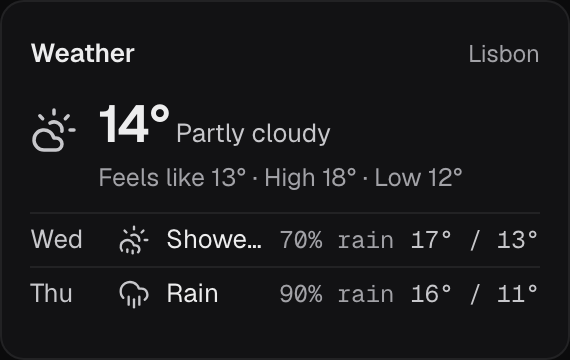 Weather Lisbon
14° Partly cloudy
Feels like 13° · High 18° · Low 12°
Wed Showe… 70% rain 17° / 13°
Thu Rain 90% rain 16° / 11°